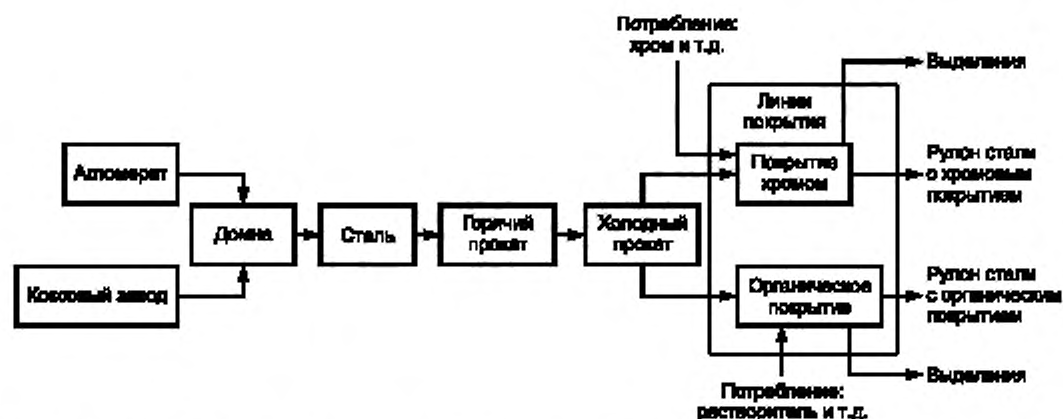 Потребление:
хром и т.д.
Выделения
Линии
покрытия
Агломерат
Покрытие
хромом
Рулон стали
с хромовым
покрытием
Домна
Сталь
Горячий
прокат
Холодный
прокат
Коксовый завод
Органическое
покрытие
Рулон стали
с органическим
покрытием
Выделения
Потребление:
растворитель и т.д.